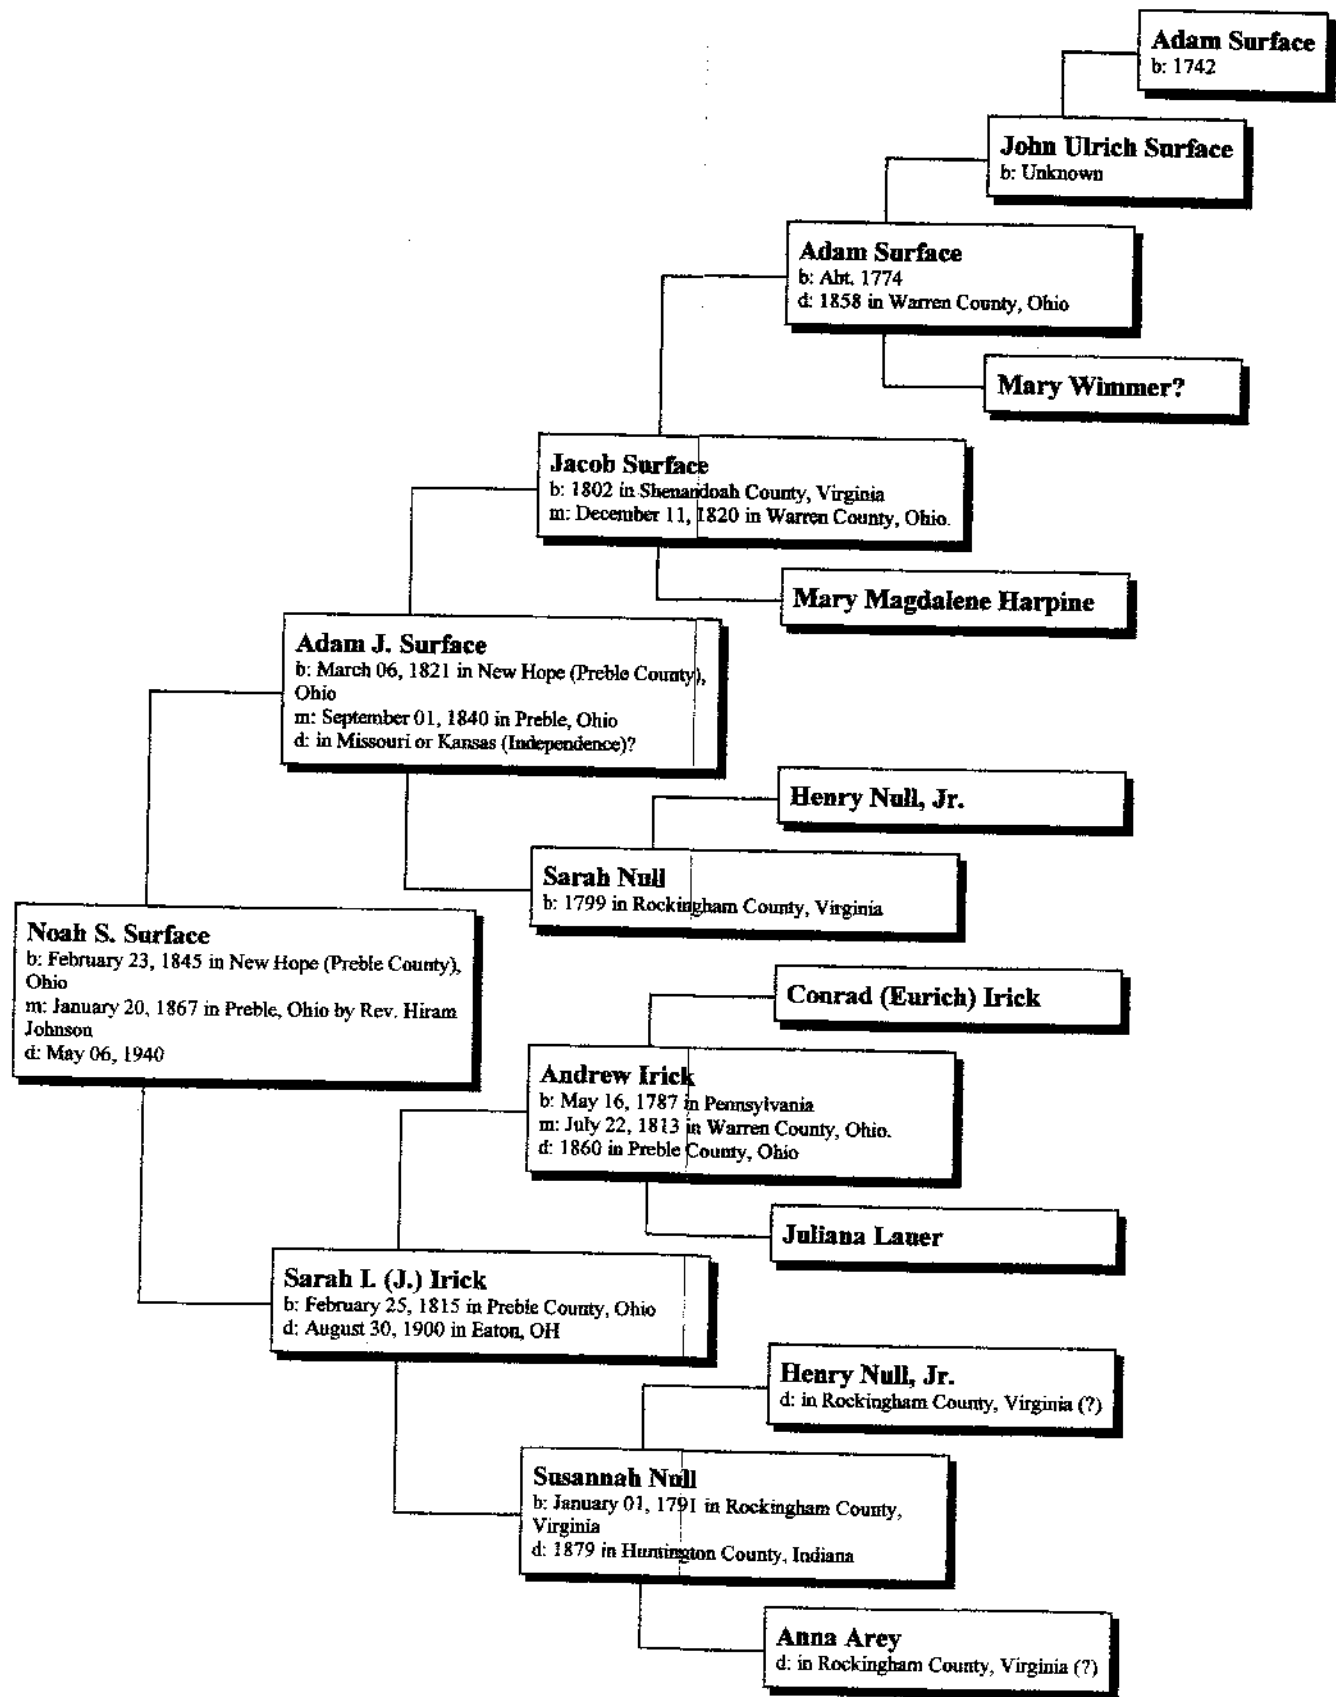 Adam Surface
b: 1742
John Ulrich Surface
b: Unknown
Adam Surface
b: Abt. 1774
d: 1858 in Warren County, Ohio
Mary Wimmer?
Jacob Surface
b: 1802 in Shenandoah County, Virginia
m: December 11, 1820 in Warren County, Ohio.
Mary Magdalene Harpine
Adam J. Surface
b: March 06, 1821 in New Hope (Preble County),
Ohio
m: September 01, 1840 in Preble, Ohio
d: in Missouri or Kansas (Independence)?
Henry Null, Jr.
Sarah Null
b: 1799 in Rockingham County, Virginia
Noah S. Surface
b: February 23, 1845 in New Hope (Preble County),
Ohio
m: January 20, 1867 in Preble, Ohio by Rev. Hiram
Johnson
d: May 06, 1940
Conrad (Eurich) Irick
Andrew Irick
b: May 16, 1787 in Pennsylvania
m: July 22, 1813 in Warren County, Ohio.
d: 1860 in Preble County, Ohio
Juliana Lauer
Sarah I. (J.) Irick
b: February 25, 1815 in Preble County, Ohio
d: August 30, 1900 in Eaton, OH
Henry Null, Jr.
d: in Rockingham County, Virginia (?)
Susannah Null
b: January 01, 1791 in Rockingham County,
Virginia
d: 1879 in Huntington County, Indiana
Anna Arey
d: in Rockingham County, Virginia (?)